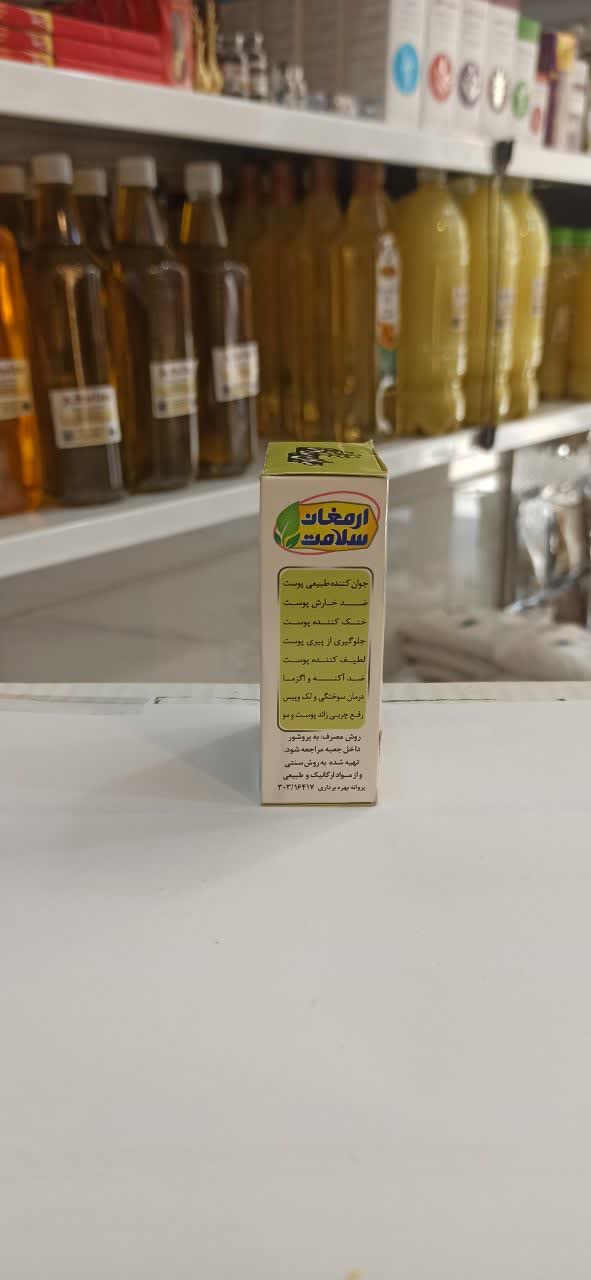 ارمغان
سلامت
جوان کننده طبیعی پوست
ضد خارش پوست
خنک کننده پوست
جلوگیری از پیری پوست
لطیف کننده پوست
ضد آکنه و اگزما
درمان سوختگی و لک وپیس
رفع چربی زائد پوست و مو
روش مصرف: به بروشور
داخل جعبه مراجعه شود.
تهیه شده به روش سنتی
و از مواد ارگانیک و طبیعی
پروانه بهره برداری ۳۰۳/۱۶۴۱۷